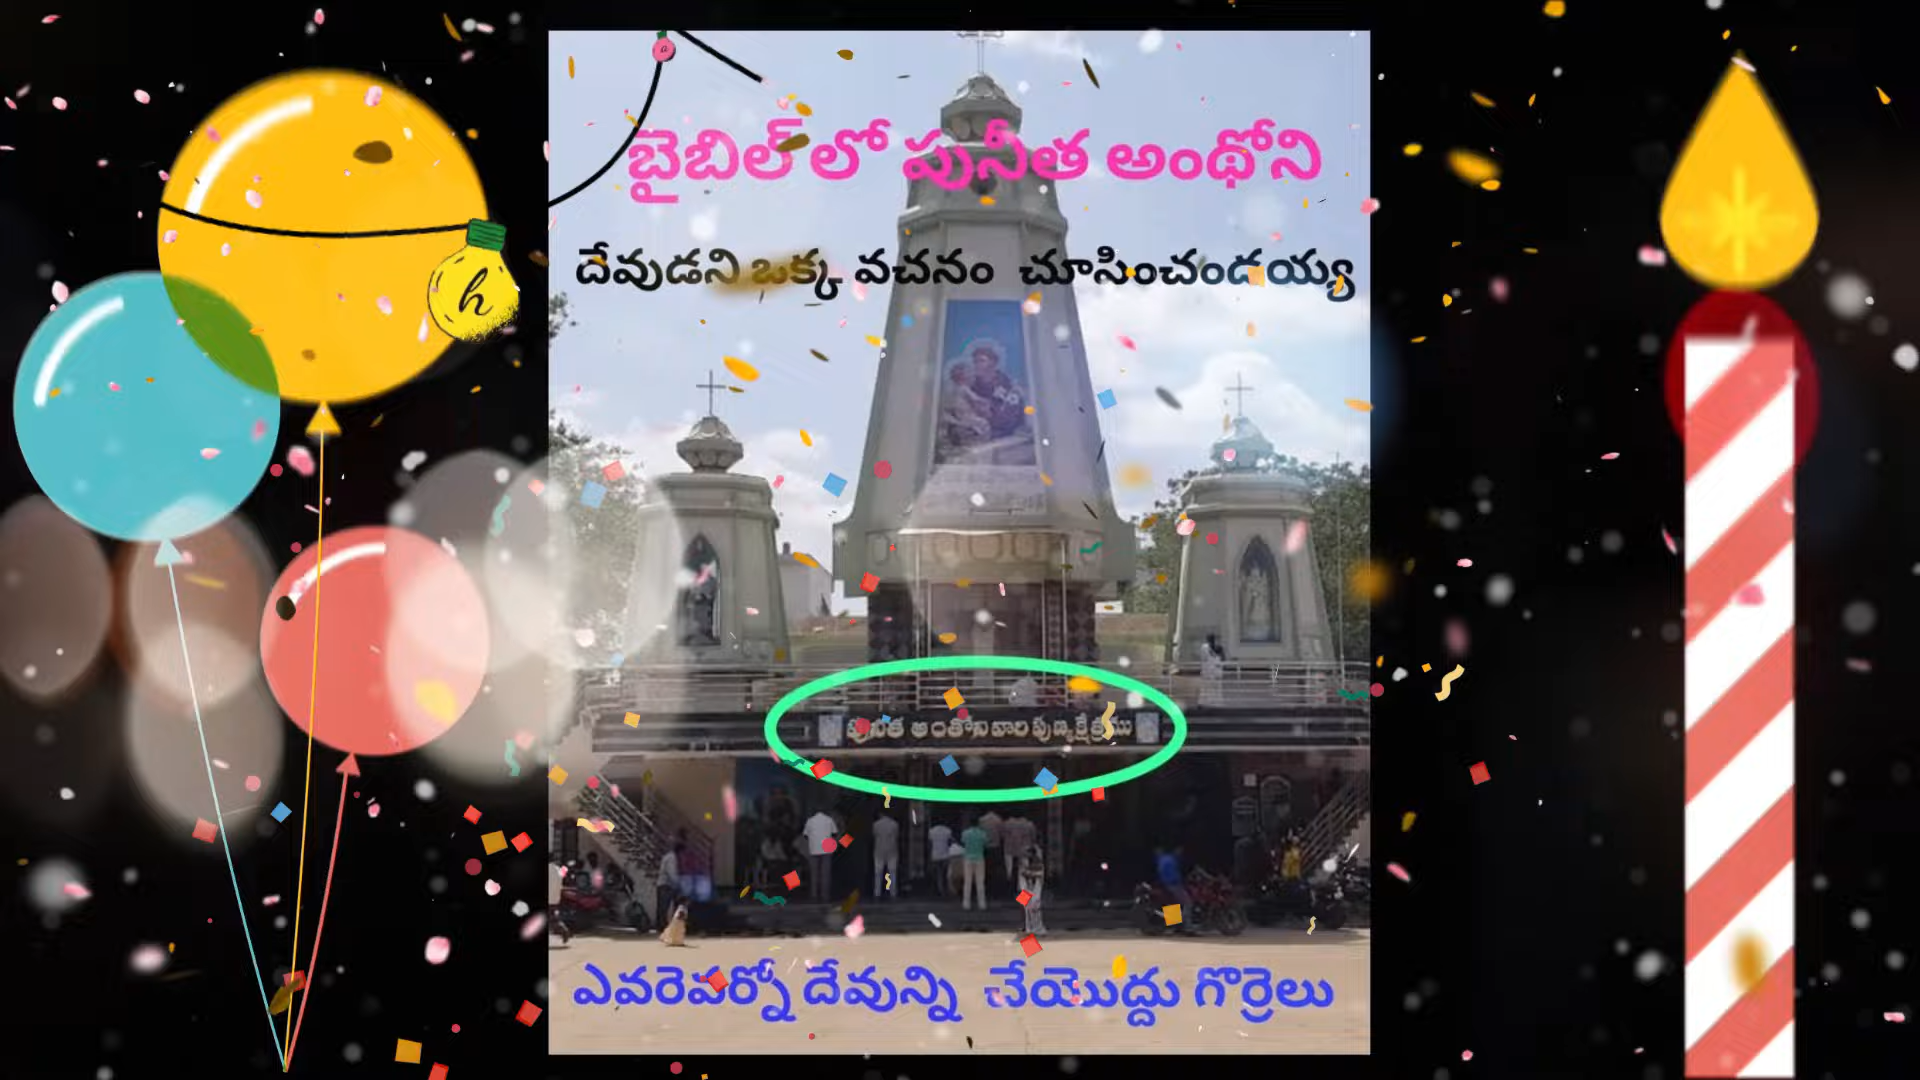 బైబిల్ లో పునీత అంథోని
దేవుడని ఒక్క వచనం చూసించండయ్య
h
పునీత అంతోని వారి పుణ్యక్షేత్రము
ఎవరెవర్నో దేవున్ని చేయొద్దు గొర్రెలు